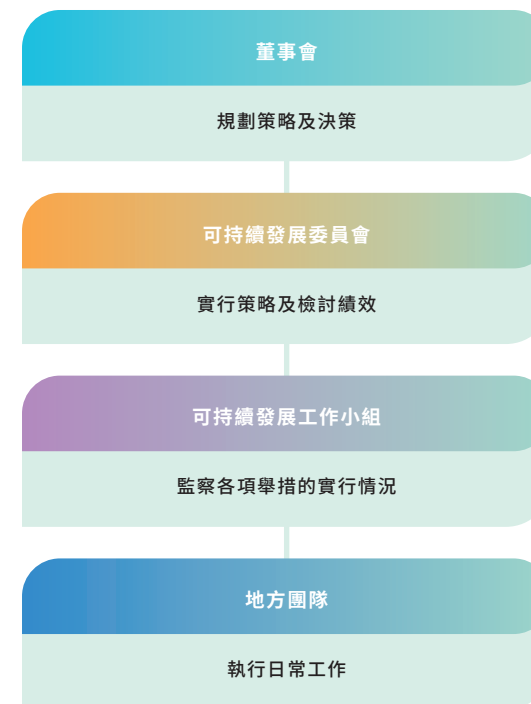 董事會
規劃策略及決策
可持續發展委員會
實行策略及檢討績效
可持續發展工作小組
監察各項舉措的實行情況
地方團隊
執行日常工作